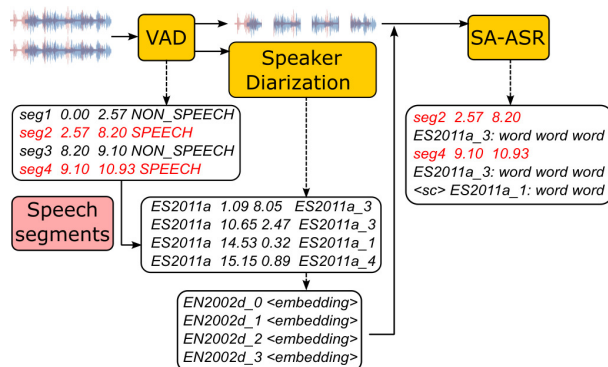 VAD
Speaker
Diarization
SA-ASR
seg1 0.00 2.57 NON_SPEECH
seg2 2.57 8.20 SPEECH
seg3 8.20 9.10 NON_SPEECH
seg4 9.10 10.93 SPEECH
seg2 2.57 8.20
ES2011a_3: word word word
seg4 9.10 10.93
ES2011a_3: word word word
<sc> ES2011a_1: word word
Speech
segments
ES2011a 1.09 8.05 ES2011a_3
ES2011a 10.65 2.47 ES2011a_3
ES2011a 14.53 0.32 ES2011a_1
ES2011a 15.15 0.89 ES2011a_4
EN2002d_0 <embedding>
EN2002d_1 <embedding>
EN2002d_2 <embedding>
EN2002d_3 <embedding>